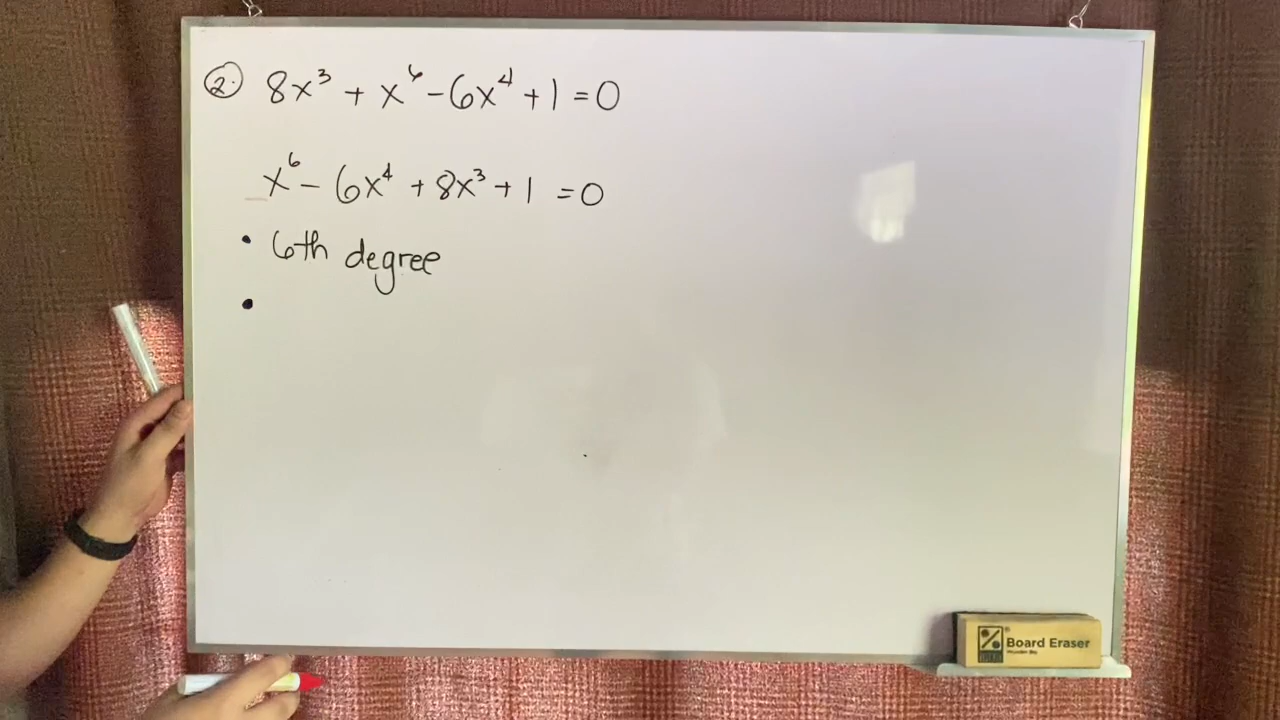 2. 8x³ + x⁶ - 6x⁴ + 1 = 0
x⁶ - 6x⁴ + 8x³ + 1 = 0
• 6th degree
•
Board Eraser